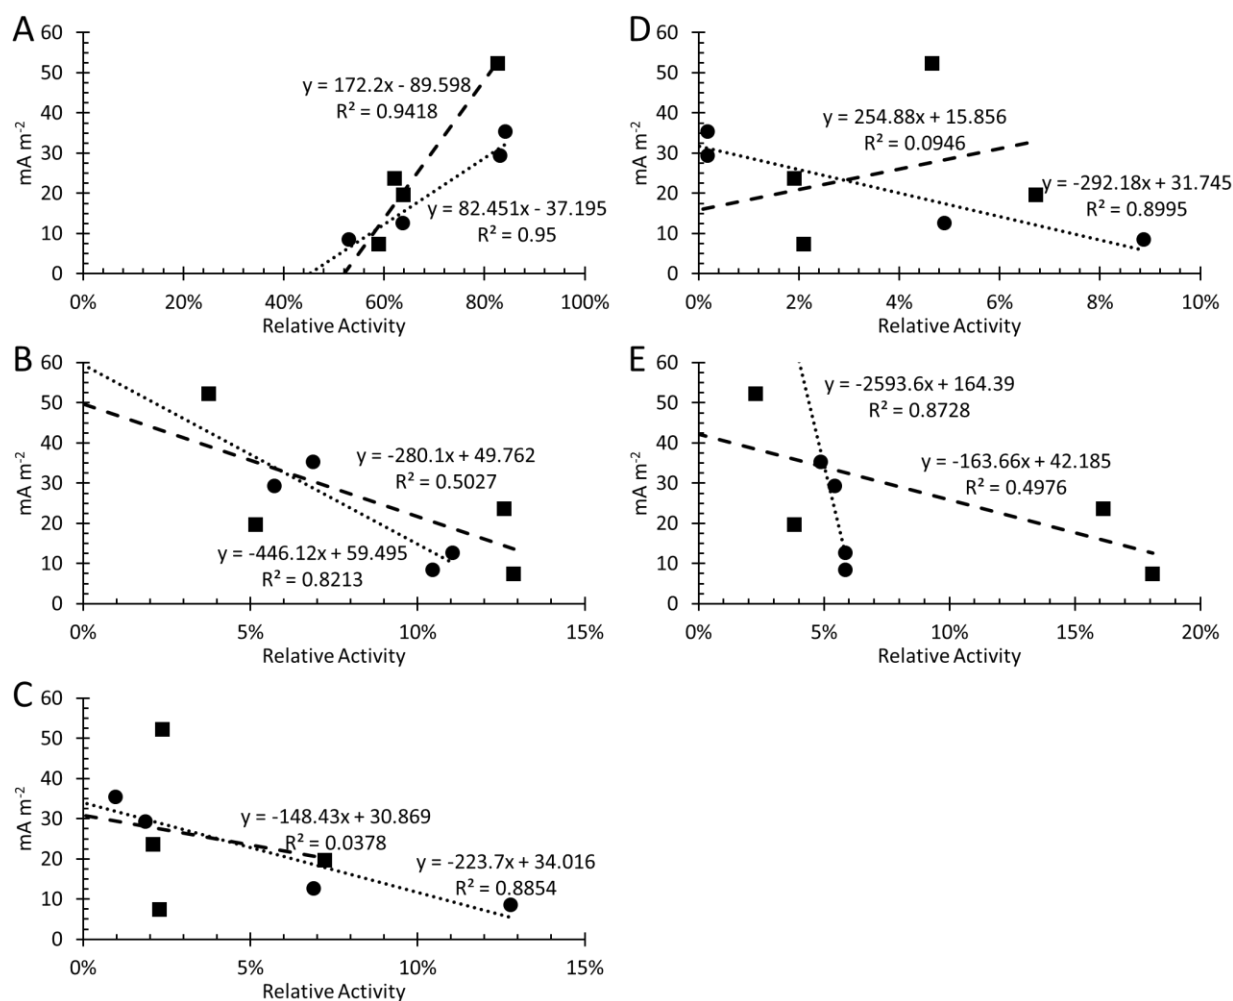 A
60
50
40
30
20
10
0
mA m-2
y = 172.2x - 89.598
R² = 0.9418
y = 82.451x - 37.195
R² = 0.95
0% 20% 40% 60% 80% 100%
Relative Activity
D
60
50
40
30
20
10
0
mA m-2
y = 254.88x + 15.856
R² = 0.0946
y = -292.18x + 31.745
R² = 0.8995
0% 2% 4% 6% 8% 10%
Relative Activity
B
60
50
40
30
20
10
0
mA m-2
y = -280.1x + 49.762
R² = 0.5027
y = -446.12x + 59.495
R² = 0.8213
0% 5% 10% 15%
Relative Activity
E
60
50
40
30
20
10
0
mA m-2
y = -2593.6x + 164.39
R² = 0.8728
y = -163.66x + 42.185
R² = 0.4976
0% 5% 10% 15% 20%
Relative Activity
C
60
50
40
30
20
10
0
mA m-2
y = -148.43x + 30.869
R² = 0.0378
y = -223.7x + 34.016
R² = 0.8854
0% 5% 10% 15%
Relative Activity